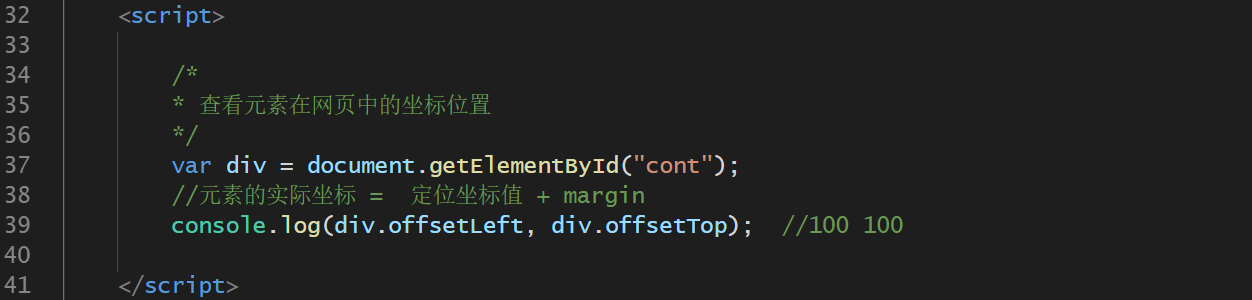 32 <script>
33
34 /*
35 * 查看元素在网页中的坐标位置
36 */
37 var div = document.getElementById("cont");
38 //元素的实际坐标 =  定位坐标值 + margin
39 console.log(div.offsetLeft, div.offsetTop);  //100 100
40
41 </script>